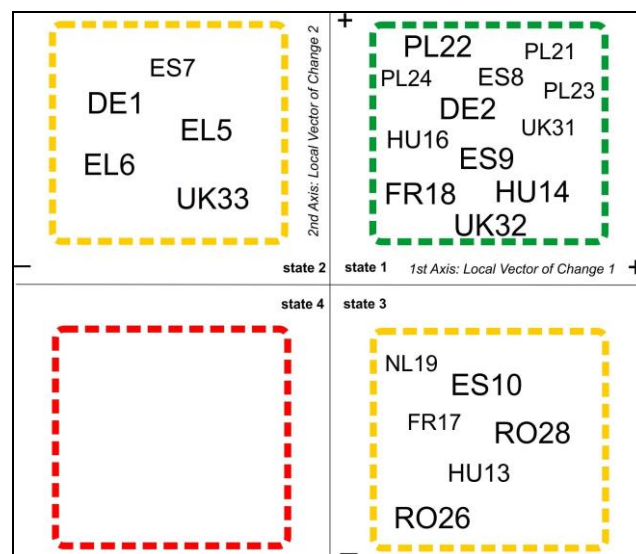 ES7
DE1
EL5
EL6
UK33
2nd Axis: Local Vector of Change 2
+
PL22
PL21
PL24
ES8
PL23
DE2
UK31
HU16
ES9
FR18
HU14
UK32
–
state 2
state 1
1st Axis: Local Vector of Change 1
+
state 4
state 3
NL19
ES10
FR17
RO28
HU13
RO26
–